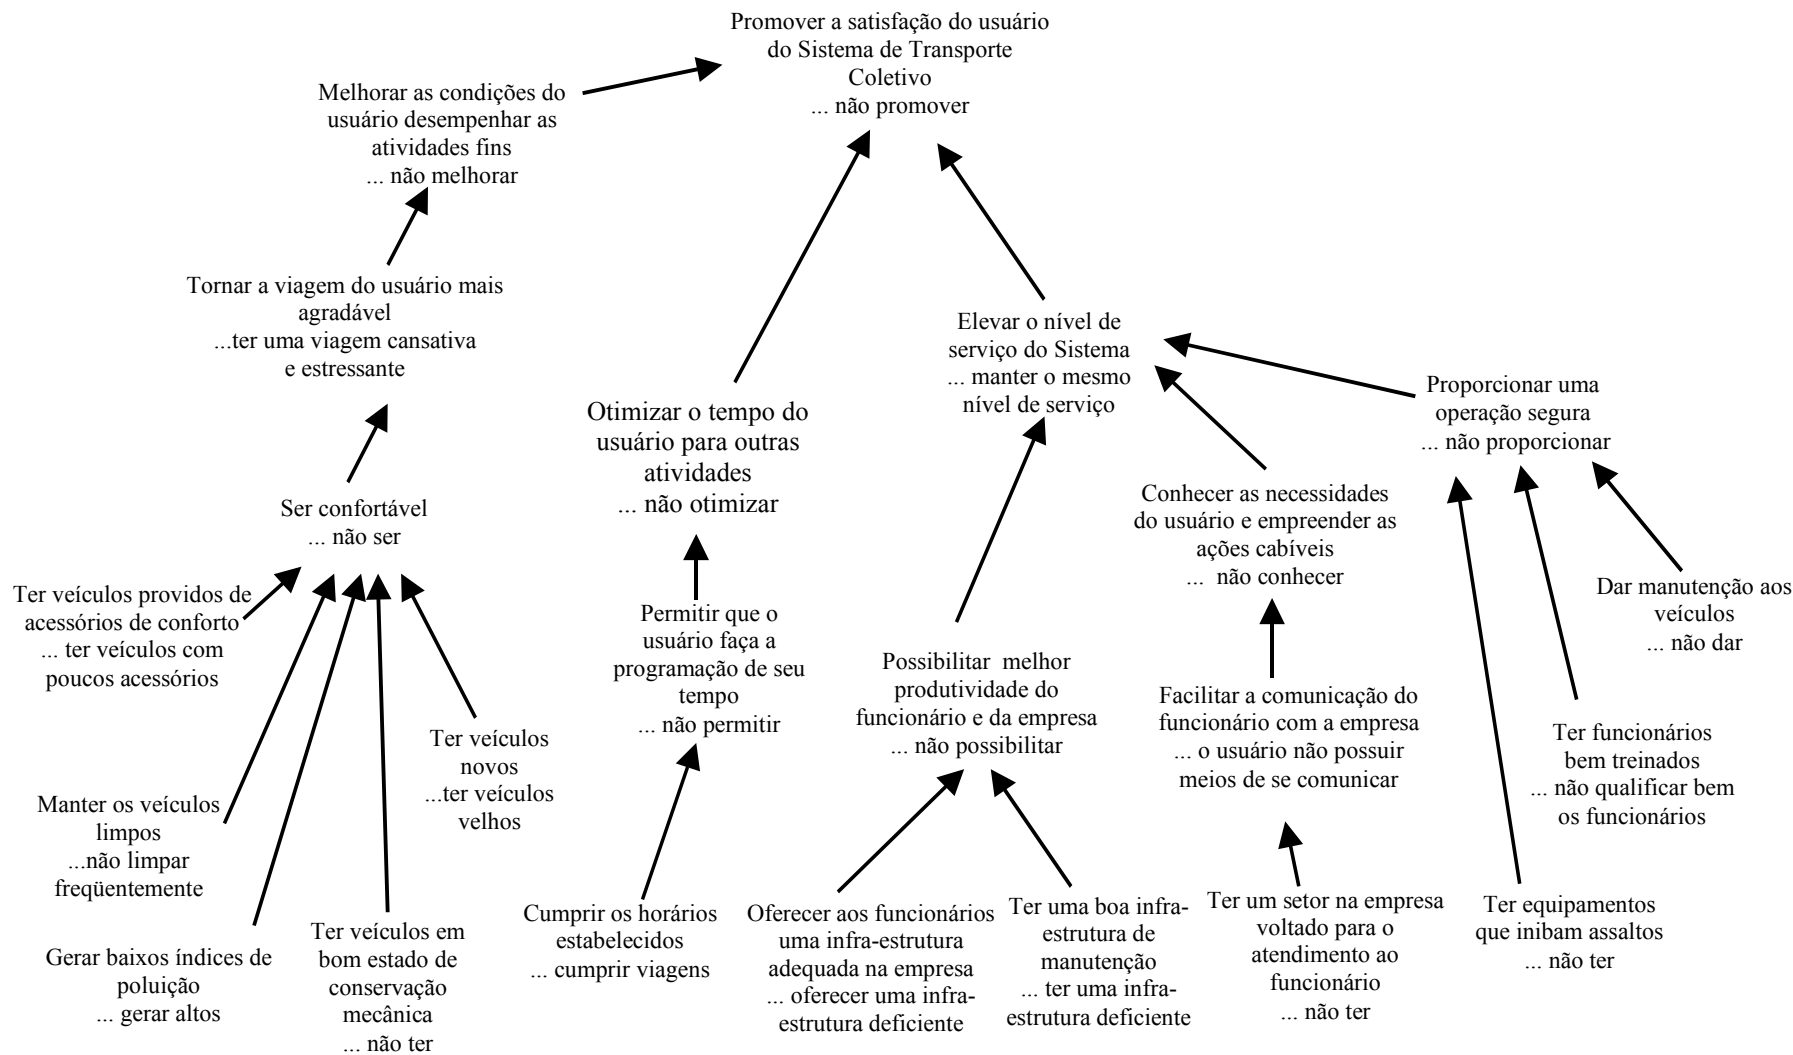 Promover a satisfação do usuário
do Sistema de Transporte
Coletivo
... não promover
Melhorar as condições do
usuário desempenhar as
atividades fins
... não melhorar
Tornar a viagem do usuário mais
agradável
...ter uma viagem cansativa
e estressante
Elevar o nível de
serviço do Sistema
... manter o mesmo
nível de serviço
Proporcionar uma
operação segura
... não proporcionar
Otimizar o tempo do
usuário para outras
atividades
... não otimizar
Ser confortável
... não ser
Conhecer as necessidades
do usuário e empreender as
ações cabíveis
... não conhecer
Ter veículos providos de
acessórios de conforto
... ter veículos com
poucos acessórios
Permitir que o
usuário faça a
programação de seu
tempo
... não permitir
Possibilitar melhor
produtividade do
funcionário e da empresa
... não possibilitar
Facilitar a comunicação do
funcionário com a empresa
... o usuário não possuir
meios de se comunicar
Dar manutenção aos
veículos
... não dar
Ter veículos
novos
...ter veículos
velhos
Ter funcionários
bem treinados
... não qualificar bem
os funcionários
Manter os veículos
limpos
...não limpar
freqüentemente
Gerar baixos índices de
poluição
... gerar altos
Ter veículos em
bom estado de
conservação
mecânica
... não ter
Cumprir os horários
estabelecidos
... cumprir viagens
Oferecer aos funcionários
uma infra-estrutura
adequada na empresa
... oferecer uma infra-
estrutura deficiente
Ter uma boa infra-
estrutura de
manutenção
... ter uma infra-
estrutura deficiente
Ter um setor na empresa
voltado para o
atendimento ao
funcionário
... não ter
Ter equipamentos
que inibam assaltos
... não ter